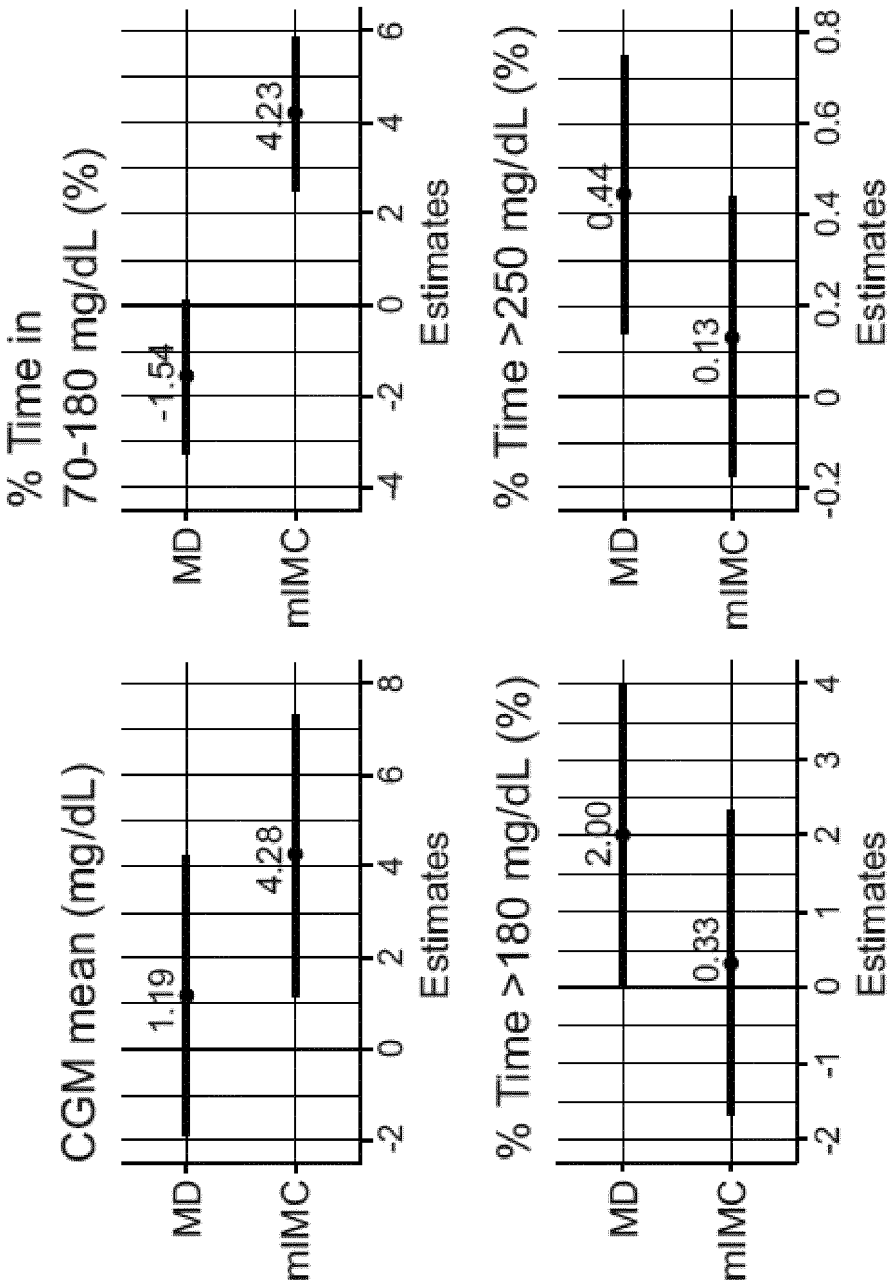 CGM mean (mg/dL)
MD
1.19
mIMC
4.28
-2 0 2 4 6 8
Estimates
% Time in
70-180 mg/dL (%)
MD
-1.54
mIMC
4.23
-4 -2 0 2 4 6
Estimates
% Time >180 mg/dL (%)
MD
2.00
mIMC
0.33
-2 -1 0 1 2 3 4
Estimates
% Time >250 mg/dL (%)
MD
0.44
mIMC
0.13
-0.2 0 0.2 0.4 0.6 0.8
Estimates